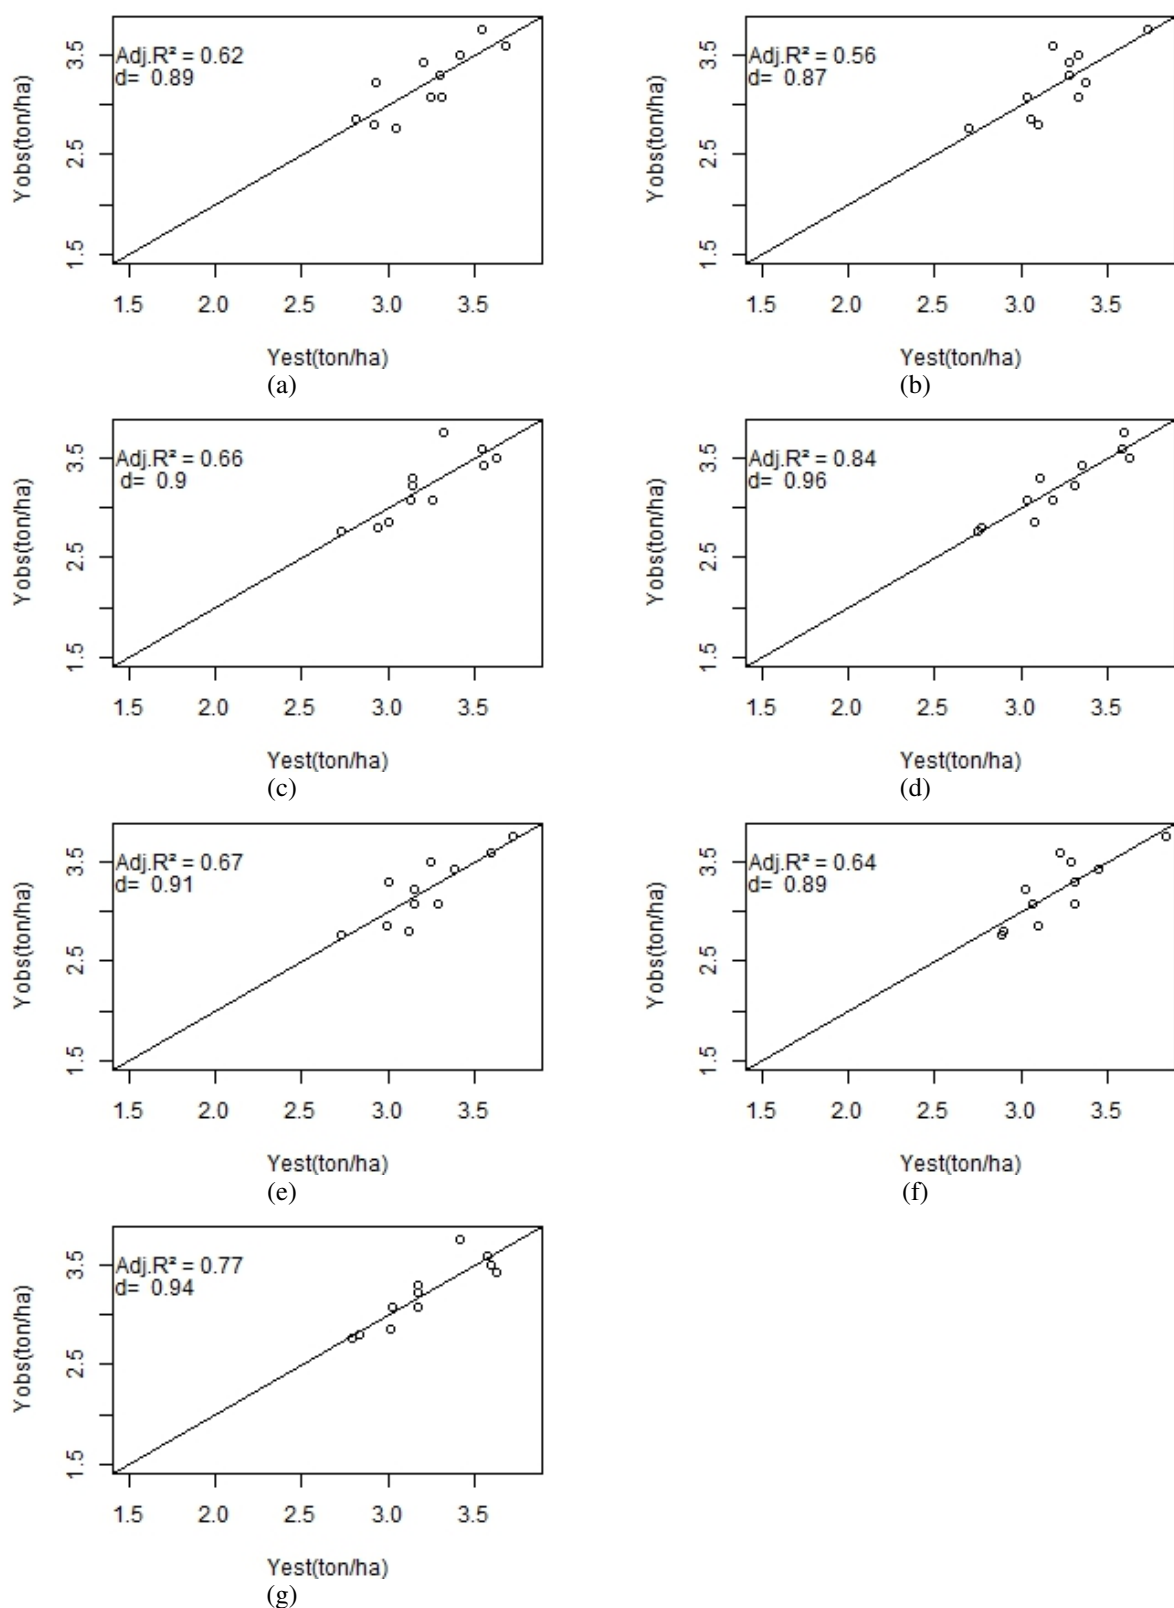 Adj.R² = 0.62
d= 0.89
3.5
2.5
1.5
Yobs(ton/ha)
1.5 2.0 2.5 3.0 3.5
Yest(ton/ha)
(a)
Adj.R² = 0.56
d= 0.87
3.5
2.5
1.5
Yobs(ton/ha)
1.5 2.0 2.5 3.0 3.5
Yest(ton/ha)
(b)
Adj.R² = 0.66
d= 0.9
3.5
2.5
1.5
Yobs(ton/ha)
1.5 2.0 2.5 3.0 3.5
Yest(ton/ha)
(c)
Adj.R² = 0.84
d= 0.96
3.5
2.5
1.5
Yobs(ton/ha)
1.5 2.0 2.5 3.0 3.5
Yest(ton/ha)
(d)
Adj.R² = 0.67
d= 0.91
3.5
2.5
1.5
Yobs(ton/ha)
1.5 2.0 2.5 3.0 3.5
Yest(ton/ha)
(e)
Adj.R² = 0.64
d= 0.89
3.5
2.5
1.5
Yobs(ton/ha)
1.5 2.0 2.5 3.0 3.5
Yest(ton/ha)
(f)
Adj.R² = 0.77
d= 0.94
3.5
2.5
1.5
Yobs(ton/ha)
1.5 2.0 2.5 3.0 3.5
Yest(ton/ha)
(g)